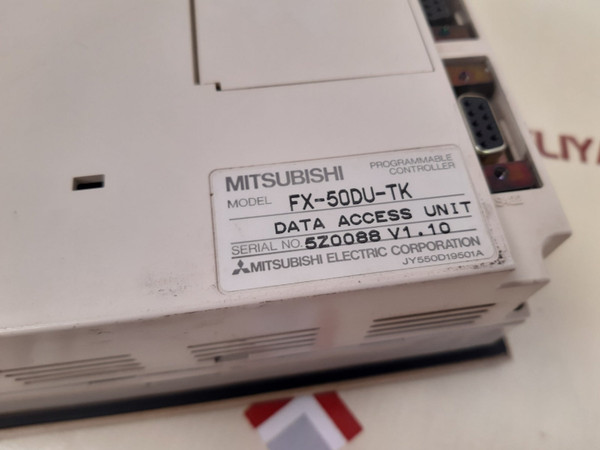 MITSUBISHI PROGRAMMABLE CONTROLLER
MODEL FX-50DU-TK
DATA ACCESS UNIT
SERIAL NO. 5Z0088 V1.10
MITSUBISHI ELECTRIC CORPORATION
JY550D19501A